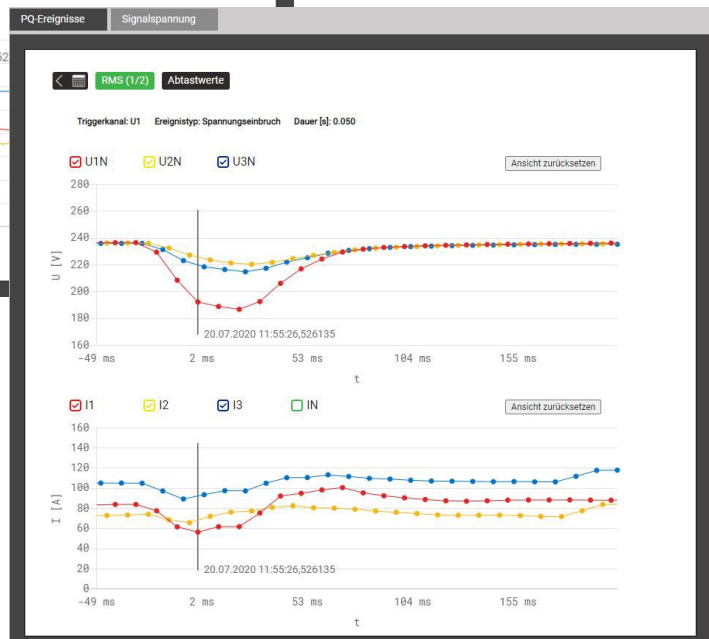 PQ-Ereignisse Signalspannung
52
RMS (1/2) Abtastwerte
Triggerkanal: U1 Ereignistyp: Spannungseinbruch Dauer [s]: 0.050
U1N U2N U3N Ansicht zurücksetzen
280
260
240
220
200
180
160
U [V]
20.07.2020 11:55:26,526135
-49 ms 2 ms 53 ms 104 ms 155 ms
t
I1 I2 I3 IN Ansicht zurücksetzen
160
140
120
100
80
60
40
20
0
I [A]
20.07.2020 11:55:26,526135
-49 ms 2 ms 53 ms 104 ms 155 ms
t